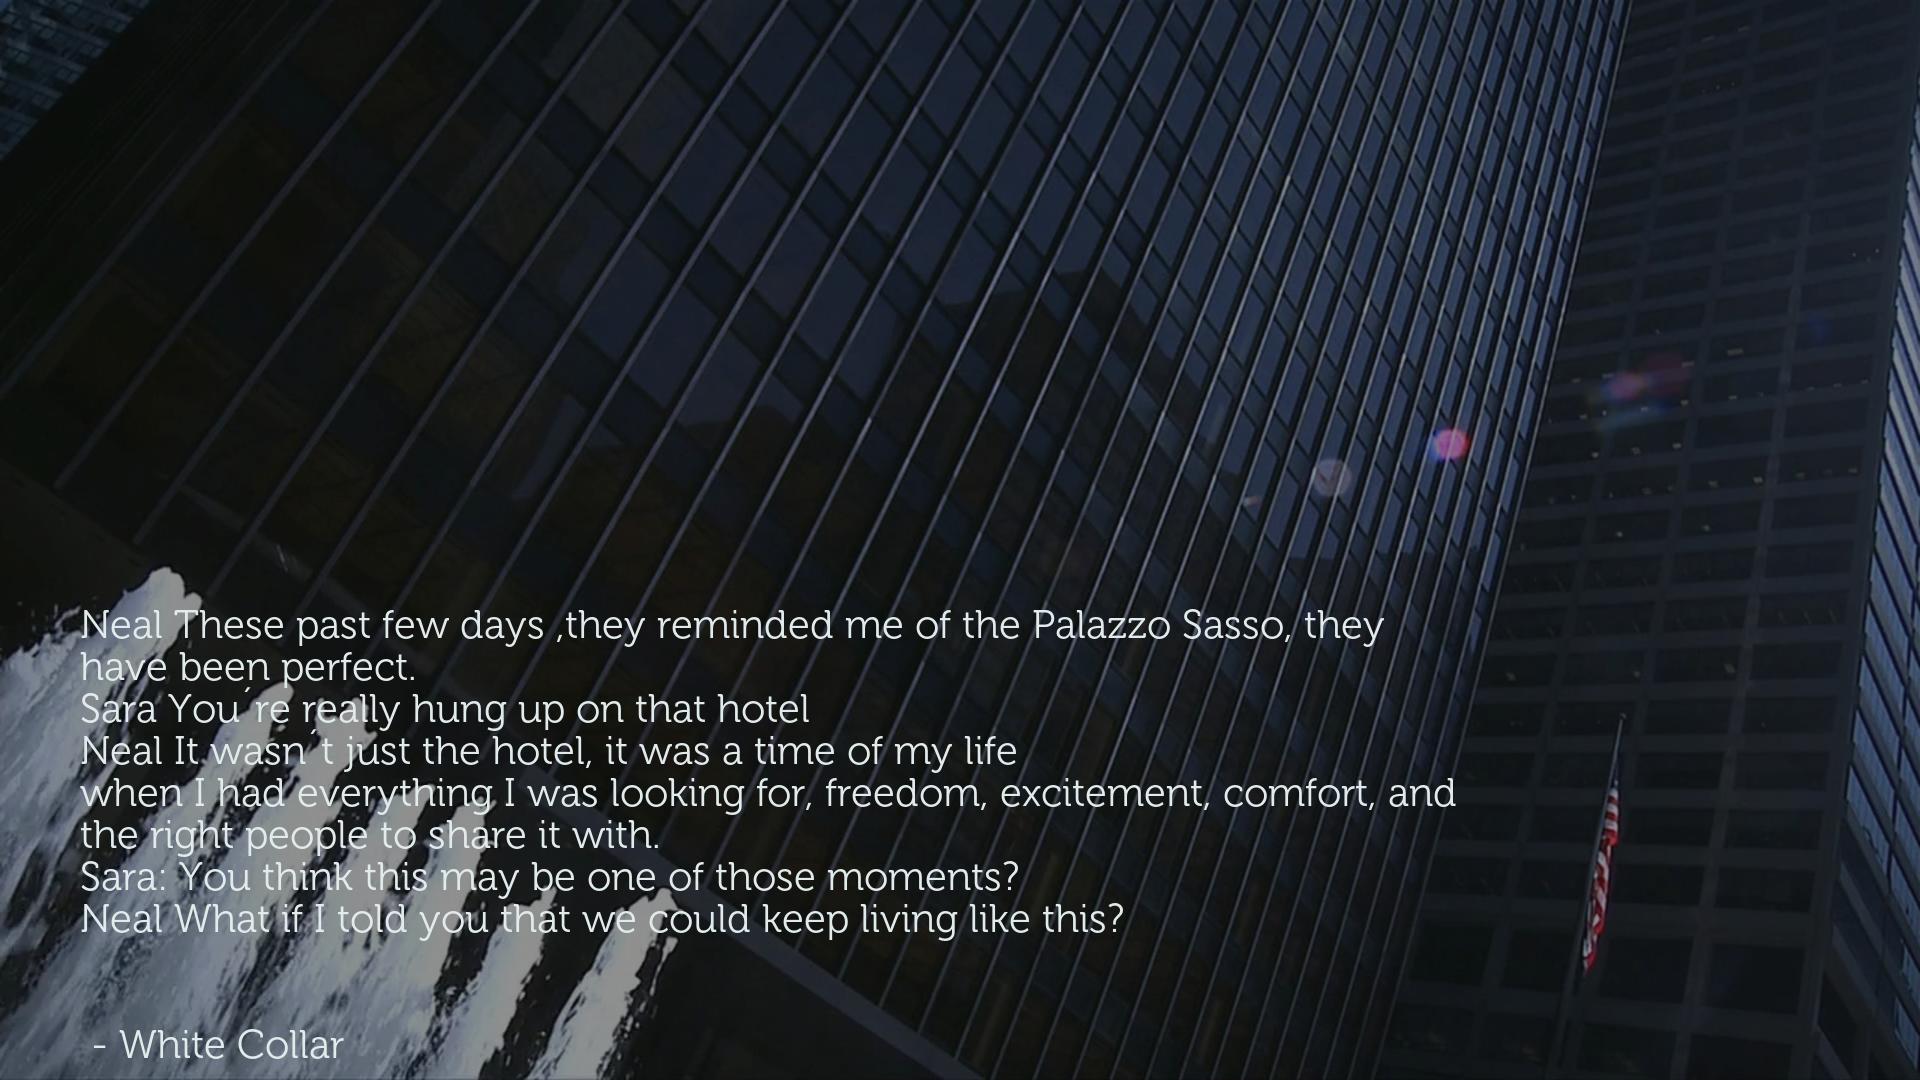 Neal These past few days ,they reminded me of the Palazzo Sasso, they
have been perfect.
Sara You´re really hung up on that hotel
Neal It wasn´t just the hotel, it was a time of my life
when I had everything I was looking for, freedom, excitement, comfort, and
the right people to share it with.
Sara: You think this may be one of those moments?
Neal What if I told you that we could keep living like this?
- White Collar